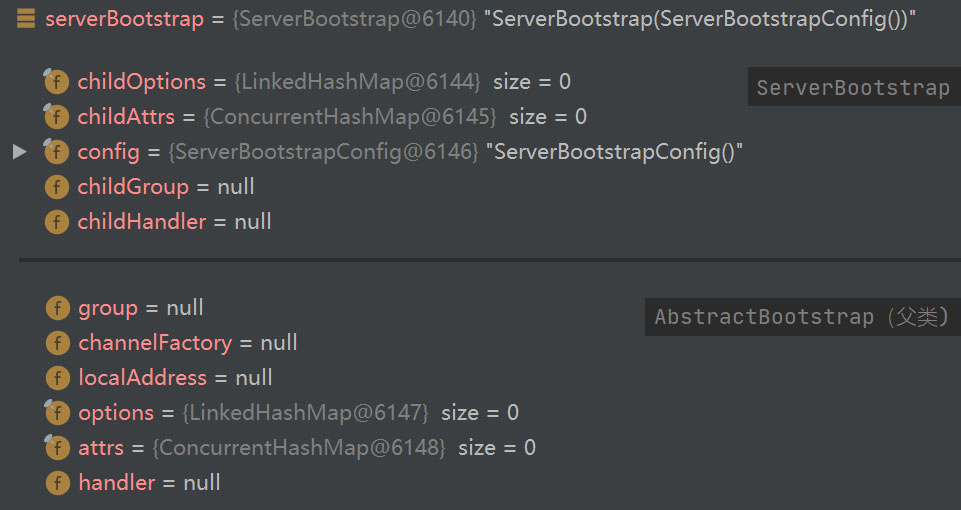 serverBootstrap = {ServerBootstrap@6140} "ServerBootstrap(ServerBootstrapConfig())"
f childOptions = {LinkedHashMap@6144} size = 0
ServerBootstrap
f childAttrs = {ConcurrentHashMap@6145} size = 0
f config = {ServerBootstrapConfig@6146} "ServerBootstrapConfig()"
f childGroup = null
f childHandler = null
f group = null
AbstractBootstrap (父类)
f channelFactory = null
f localAddress = null
f options = {LinkedHashMap@6147} size = 0
f attrs = {ConcurrentHashMap@6148} size = 0
f handler = null